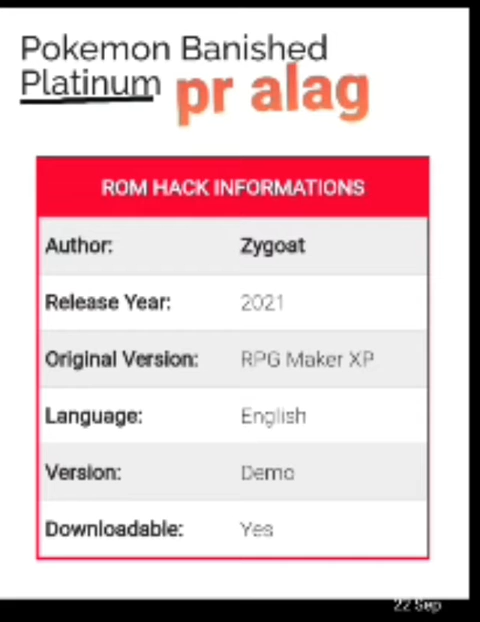 Pokemon Banished
Platinum pr alag
ROM HACK INFORMATIONS
Author: Zygoat
Release Year: 2021
Original Version: RPG Maker XP
Language: English
Version: Demo
Downloadable: Yes
22 Sep